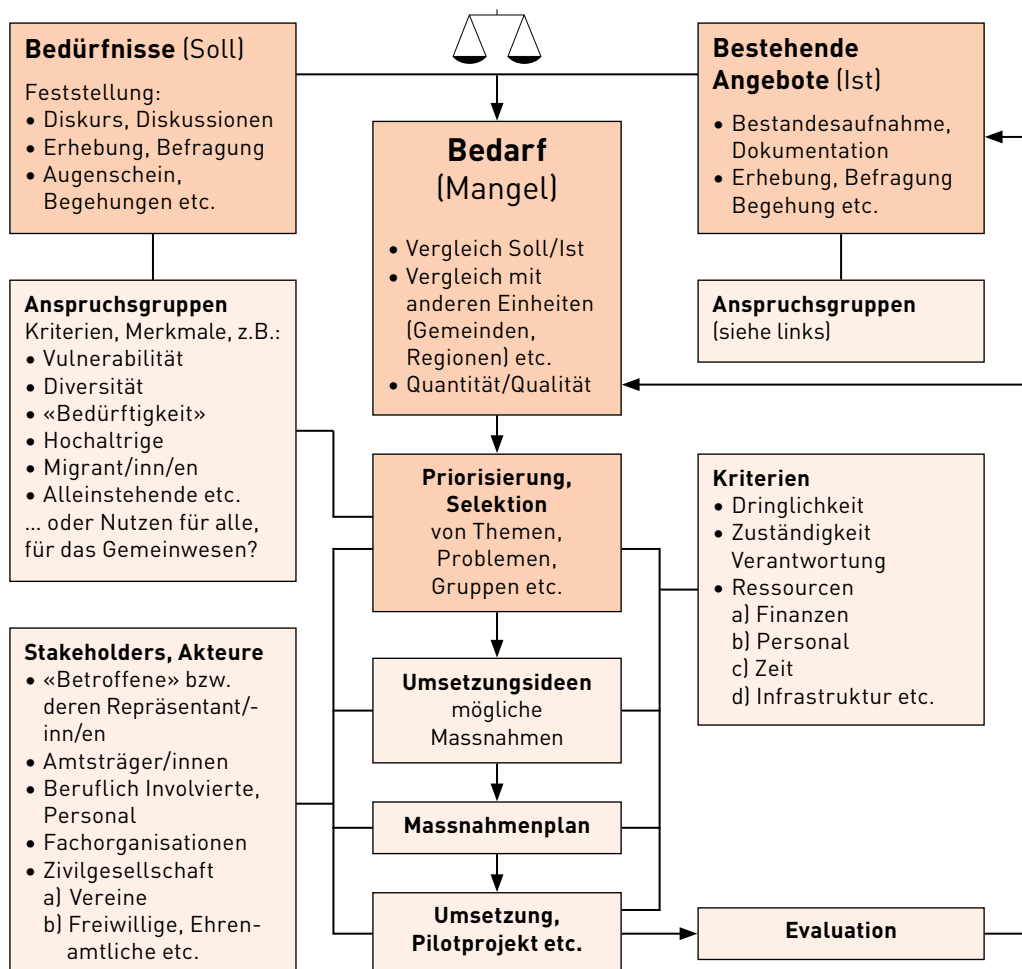 Bedürfnisse (Soll)
Feststellung:
• Diskurs, Diskussionen
• Erhebung, Befragung
• Augenschein,
Begehungen etc.
Bedarf
(Mangel)
• Vergleich Soll/Ist
• Vergleich mit
anderen Einheiten
(Gemeinden,
Regionen) etc.
• Quantität/Qualität
Bestehende
Angebote (Ist)
• Bestandesaufnahme,
Dokumentation
• Erhebung, Befragung
Begehung etc.
Anspruchsgruppen
Kriterien, Merkmale, z.B.:
• Vulnerabilität
• Diversität
• «Bedürftigkeit»
• Hochaltrige
• Migrant/inn/en
• Alleinstehende etc.
... oder Nutzen für alle,
für das Gemeinwesen?
Anspruchsgruppen
(siehe links)
Priorisierung,
Selektion
von Themen,
Problemen,
Gruppen etc.
Kriterien
• Dringlichkeit
• Zuständigkeit
Verantwortung
• Ressourcen
a) Finanzen
b) Personal
c) Zeit
d) Infrastruktur etc.
Stakeholders, Akteure
• «Betroffene» bzw.
deren Repräsentant/-
inn/en
• Amtsträger/innen
• Beruflich Involvierte,
Personal
• Fachorganisationen
• Zivilgesellschaft
a) Vereine
b) Freiwillige, Ehren-
amtliche etc.
Umsetzungsideen
mögliche
Massnahmen
Massnahmenplan
Umsetzung,
Pilotprojekt etc.
Evaluation